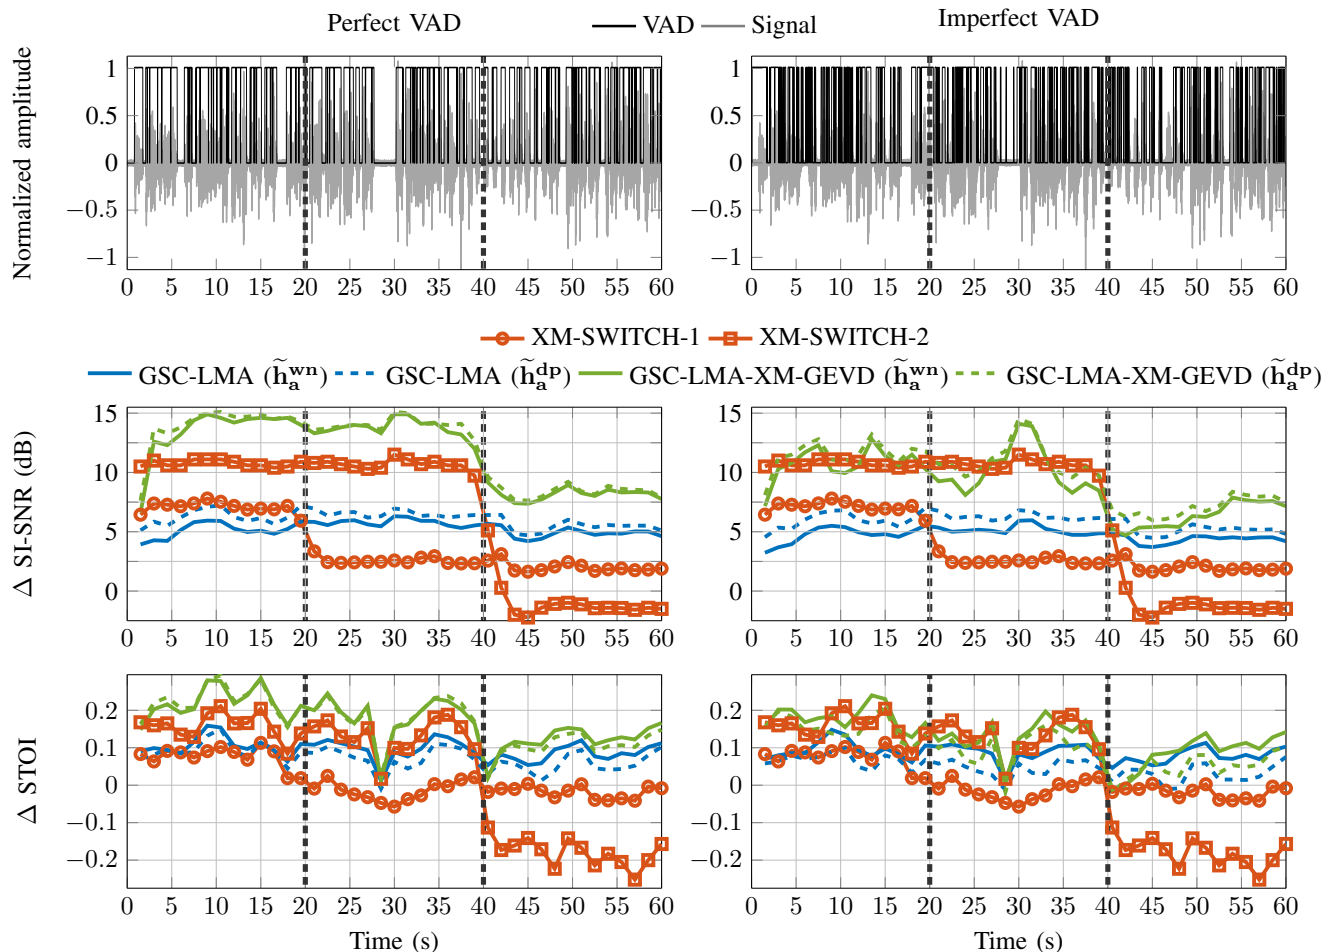 Perfect VAD
VAD
Signal
Imperfect VAD
Normalized amplitude
1
0.5
0
−0.5
−1
0 5 10 15 20 25 30 35 40 45 50 55 60
1
0.5
0
−0.5
−1
0 5 10 15 20 25 30 35 40 45 50 55 60
XM-SWITCH-1 XM-SWITCH-2
GSC-LMA (h̃ₐʷⁿ) GSC-LMA (h̃ₐᵈᵖ) GSC-LMA-XM-GEVD (h̃ₐʷⁿ) GSC-LMA-XM-GEVD (h̃ₐᵈᵖ)
Δ SI-SNR (dB)
15
10
5
0
0 5 10 15 20 25 30 35 40 45 50 55 60
15
10
5
0
0 5 10 15 20 25 30 35 40 45 50 55 60
Δ STOI
0.2
0.1
0
−0.1
−0.2
0 5 10 15 20 25 30 35 40 45 50 55 60
Time (s)
0.2
0.1
0
−0.1
−0.2
0 5 10 15 20 25 30 35 40 45 50 55 60
Time (s)